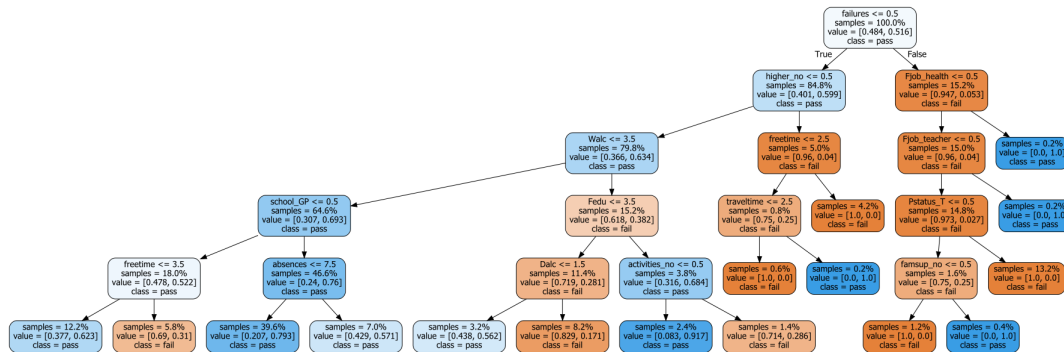 failures <= 0.5
samples = 100.0%
value = [0.484, 0.516]
class = pass
True
False
higher_no <= 0.5
samples = 84.8%
value = [0.401, 0.599]
class = pass
Fjob_health <= 0.5
samples = 15.2%
value = [0.947, 0.053]
class = fail
Walc <= 3.5
samples = 79.8%
value = [0.366, 0.634]
class = pass
freetime <= 2.5
samples = 5.0%
value = [0.96, 0.04]
class = fail
Fjob_teacher <= 0.5
samples = 15.0%
value = [0.96, 0.04]
class = fail
samples = 0.2%
value = [0.0, 1.0]
class = pass
school_GP <= 0.5
samples = 64.6%
value = [0.307, 0.693]
class = pass
Fedu <= 3.5
samples = 15.2%
value = [0.618, 0.382]
class = fail
traveltime <= 2.5
samples = 0.8%
value = [0.75, 0.25]
class = fail
samples = 4.2%
value = [1.0, 0.0]
class = fail
Pstatus_T <= 0.5
samples = 14.8%
value = [0.973, 0.027]
class = fail
samples = 0.2%
value = [0.0, 1.0]
class = pass
freetime <= 3.5
samples = 18.0%
value = [0.478, 0.522]
class = pass
absences <= 7.5
samples = 46.6%
value = [0.24, 0.76]
class = pass
Dalc <= 1.5
samples = 11.4%
value = [0.719, 0.281]
class = fail
activities_no <= 0.5
samples = 3.8%
value = [0.316, 0.684]
class = pass
samples = 0.6%
value = [1.0, 0.0]
class = fail
samples = 0.2%
value = [0.0, 1.0]
class = pass
famsup_no <= 0.5
samples = 1.6%
value = [0.75, 0.25]
class = fail
samples = 13.2%
value = [1.0, 0.0]
class = fail
samples = 12.2%
value = [0.377, 0.623]
class = pass
samples = 5.8%
value = [0.69, 0.31]
class = fail
samples = 39.6%
value = [0.207, 0.793]
class = pass
samples = 7.0%
value = [0.429, 0.571]
class = pass
samples = 3.2%
value = [0.438, 0.562]
class = pass
samples = 8.2%
value = [0.829, 0.171]
class = fail
samples = 2.4%
value = [0.083, 0.917]
class = pass
samples = 1.4%
value = [0.714, 0.286]
class = fail
samples = 1.2%
value = [1.0, 0.0]
class = fail
samples = 0.4%
value = [0.0, 1.0]
class = pass